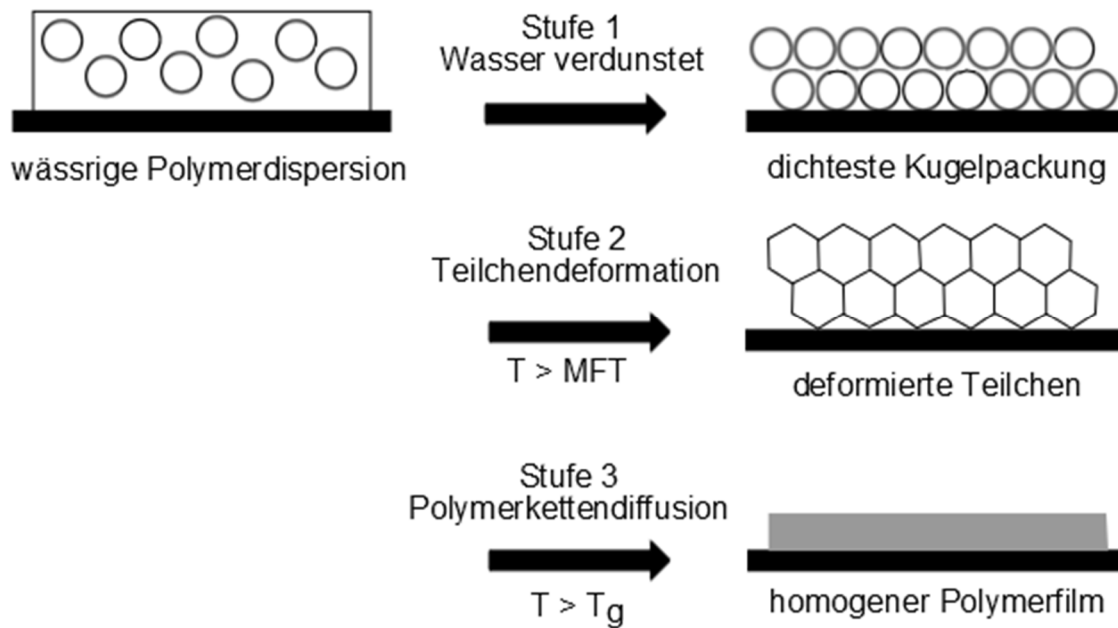 Stufe 1
Wasser verdunstet
wässrige Polymerdispersion
dichteste Kugelpackung
Stufe 2
Teilchendeformation
T > MFT
deformierte Teilchen
Stufe 3
Polymerkettendiffusion
T > Tg
homogener Polymerfilm